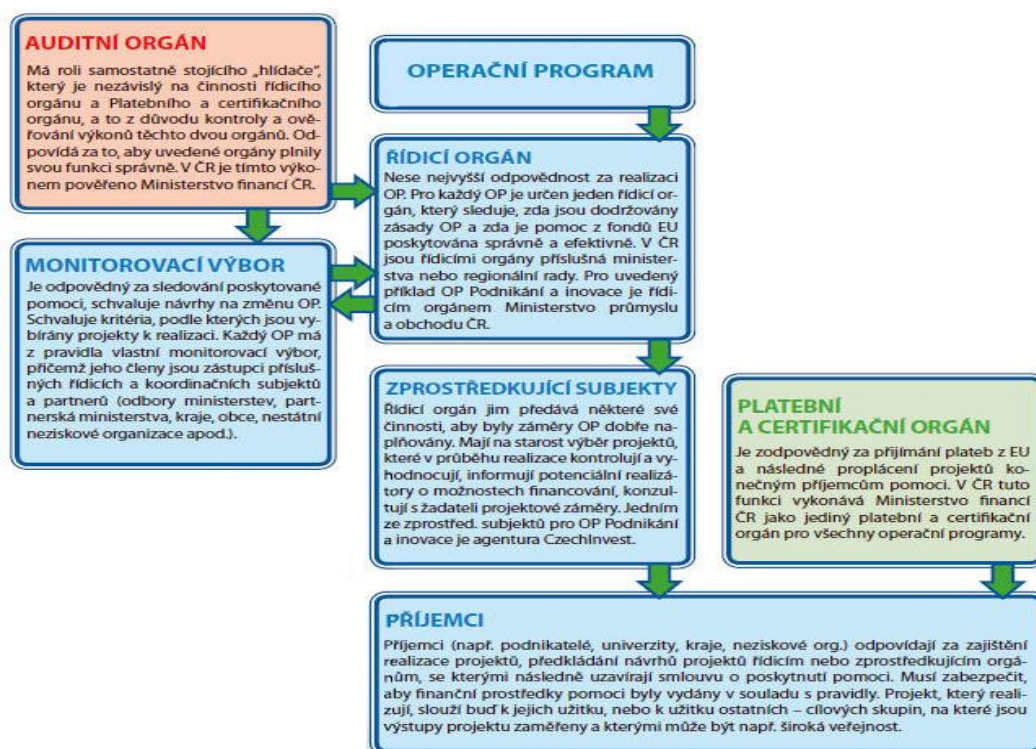 AUDITNÍ ORGÁN
Má roli samostatně stojícího „hlídače“,
který je nezávislý na činnosti řídicího
orgánu a Platebního a certifikačního
orgánu, a to z důvodu kontroly a ově-
řování výkonů těchto dvou orgánů. Od-
povídá za to, aby uvedené orgány plnily
svou funkci správně. V ČR je tímto výko-
nem pověřeno Ministerstvo financí ČR.
OPERAČNÍ PROGRAM
ŘÍDICÍ ORGÁN
Nese nejvyšší odpovědnost za realizaci
OP. Pro každý OP je určen jeden řídicí or-
gán, který sleduje, zda jsou dodržovány
zásady OP a zda je pomoc z fondů EU
poskytována správně a efektivně. V ČR
jsou řídicími orgány příslušná minister-
stva nebo regionální rady. Pro uvedený
příklad OP Podnikání a inovace je řídi-
cím orgánem Ministerstvo průmyslu
a obchodu ČR.
MONITOROVACÍ VÝBOR
Je odpovědný za sledování poskytované
pomoci, schvaluje návrhy na změnu OP.
Schvaluje kritéria, podle kterých jsou vy-
bírány projekty k realizaci. Každý OP má
z pravidla vlastní monitorovací výbor,
přičemž jeho členy jsou zástupci přísluš-
ných řídicích a koordinačních subjektů
a partnerů (odbory ministerstev, part-
nerská ministerstva, kraje, obce, nestátní
neziskové organizace apod.).
ZPROSTŘEDKUJÍCÍ SUBJEKTY
Řídicí orgán jim předává některé své
činnosti, aby byly záměry OP dobře na-
plňovány. Mají na starost výběr projektů,
které v průběhu realizace kontrolují a vy-
hodnocují, informují potenciální realizá-
tory o možnostech financování, konzul-
tují s žadateli projektové záměry. Jedním
ze zprostřed. subjektů pro OP Podnikání
a inovace je agentura CzechInvest.
PLATEBNÍ
A CERTIFIKAČNÍ ORGÁN
Je zodpovědný za přijímání plateb z EU
a následné proplácení projektů ko-
nečným příjemcům pomoci. V ČR tuto
funkci vykonává Ministerstvo financí
ČR jako jediný platební a certifikační
orgán pro všechny operační programy.
PŘÍJEMCI
Příjemci (např. podnikatelé, univerzity, kraje, neziskové org.) odpovídají za zajištění
realizace projektů, předkládání návrhů projektů řídicím nebo zprostředkujícím orgá-
nům, se kterými následně uzavírají smlouvu o poskytnutí pomoci. Musí zabezpečit,
aby finanční prostředky pomoci byly vydány v souladu s pravidly. Projekt, který reali-
zují, slouží buď k jejich užitku, nebo k užitku ostatních – cílových skupin, na které jsou
výstupy projektu zaměřeny a kterými může být např. široká veřejnost.